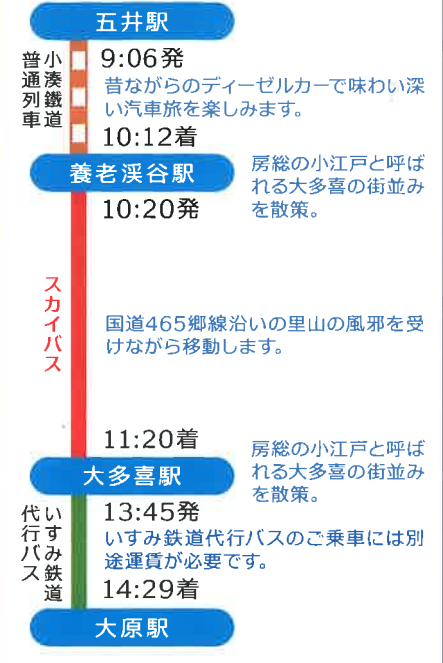 五井駅
小湊鐵道
普通列車
9:06発
昔ながらのディーゼルカーで味わい深
い汽車旅を楽しみます。
10:12着
養老渓谷駅
房総の小江戸と呼ば
れる大多喜の街並み
を散策。
10:20発
スカイバス
国道465郷線沿いの里山の風邪を受
けながら移動します。
11:20着
大多喜駅
房総の小江戸と呼ば
れる大多喜の街並み
を散策。
13:45発
いすみ鉄道
代行バス
いすみ鉄道代行バスのご乗車には別
途運賃が必要です。
14:29着
大原駅